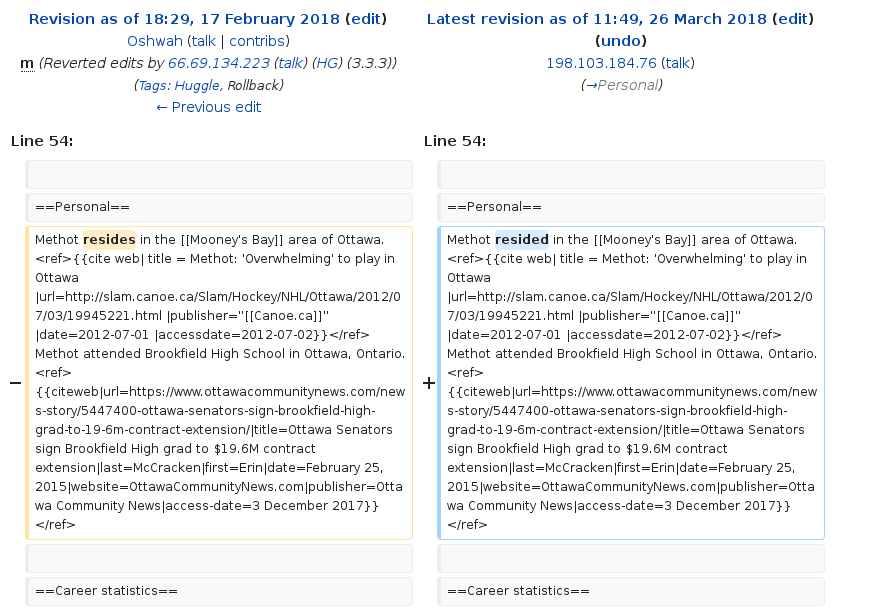 Revision as of 18:29, 17 February 2018 (edit)
Oshwah (talk | contribs)
m (Reverted edits by 66.69.134.223 (talk) (HG) (3.3.3))
(Tags: Huggle, Rollback)
← Previous edit
Latest revision as of 11:49, 26 March 2018 (edit)
(undo)
198.103.184.76 (talk)
(→Personal)
Line 54:
Line 54:
==Personal==
==Personal==
−
Methot resides in the [[Mooney's Bay]] area of Ottawa.
<ref>{{cite web| title = Methot: 'Overwhelming' to play in
Ottawa
|url=http://slam.canoe.ca/Slam/Hockey/NHL/Ottawa/2012/0
7/03/19945221.html |publisher="[[Canoe.ca]]"
|date=2012-07-01 |accessdate=2012-07-02}}</ref>
Methot attended Brookfield High School in Ottawa, Ontario.
<ref>
{{citeweb|url=https://www.ottawacommunitynews.com/new
s-story/5447400-ottawa-senators-sign-brookfield-high-
grad-to-19-6m-contract-extension/|title=Ottawa Senators
sign Brookfield High grad to $19.6M contract
extension|last=McCracken|first=Erin|date=February 25,
2015|website=OttawaCommunityNews.com|publisher=Otta
wa Community News|access-date=3 December 2017}}
</ref>
+
Methot resided in the [[Mooney's Bay]] area of Ottawa.
<ref>{{cite web| title = Methot: 'Overwhelming' to play in
Ottawa
|url=http://slam.canoe.ca/Slam/Hockey/NHL/Ottawa/2012/0
7/03/19945221.html |publisher="[[Canoe.ca]]"
|date=2012-07-01 |accessdate=2012-07-02}}</ref>
Methot attended Brookfield High School in Ottawa, Ontario.
<ref>
{{citeweb|url=https://www.ottawacommunitynews.com/new
s-story/5447400-ottawa-senators-sign-brookfield-high-
grad-to-19-6m-contract-extension/|title=Ottawa Senators
sign Brookfield High grad to $19.6M contract
extension|last=McCracken|first=Erin|date=February 25,
2015|website=OttawaCommunityNews.com|publisher=Otta
wa Community News|access-date=3 December 2017}}
</ref>
==Career statistics==
==Career statistics==